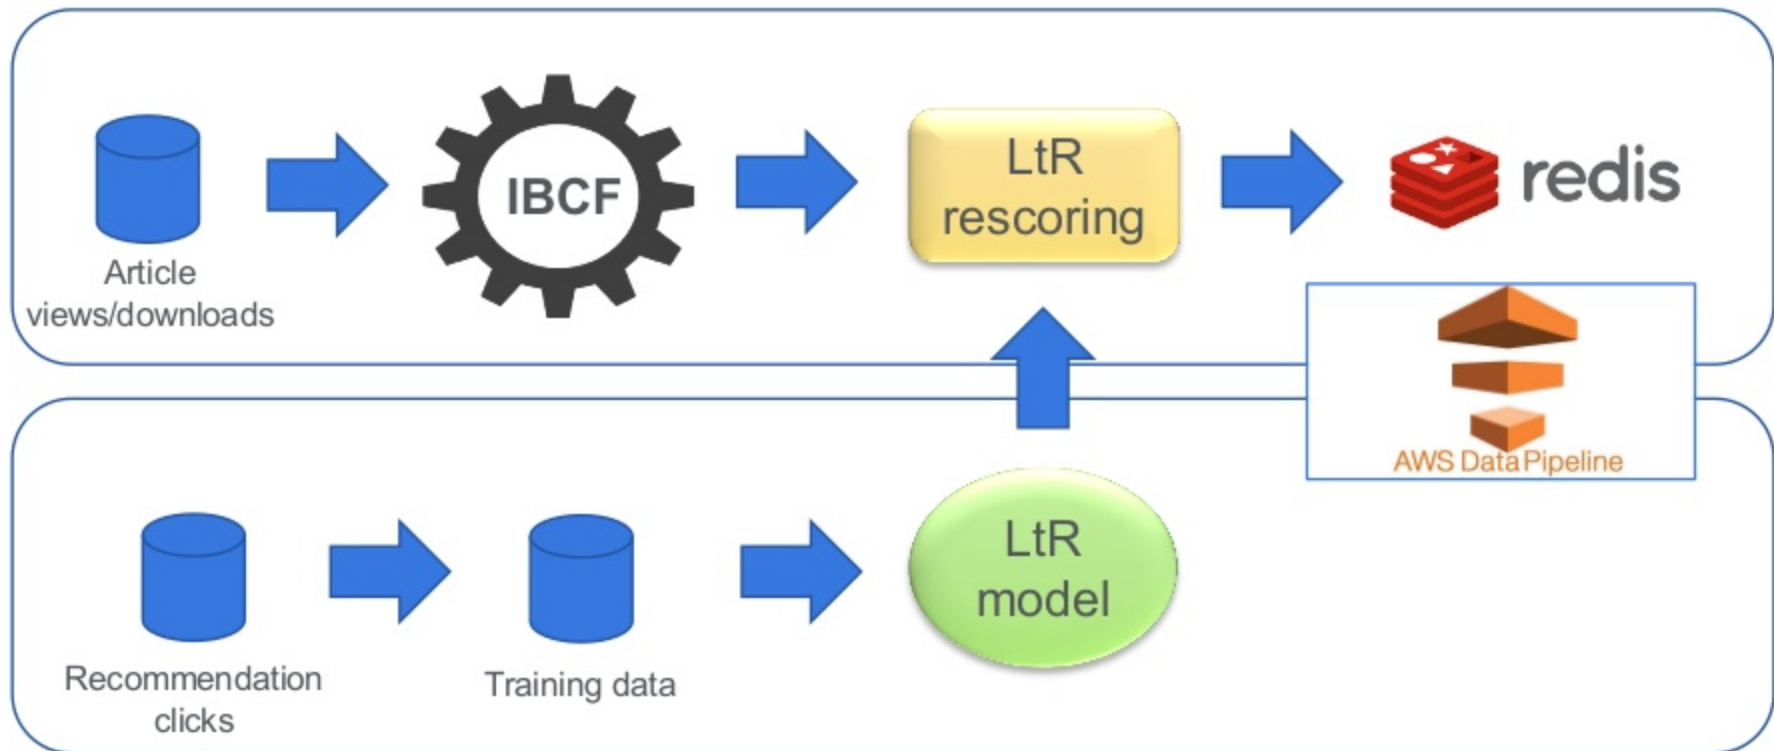 IBCF
LtR
rescoring
redis
Article
views/downloads
AWS Data Pipeline
LtR
model
Recommendation
clicks
Training data